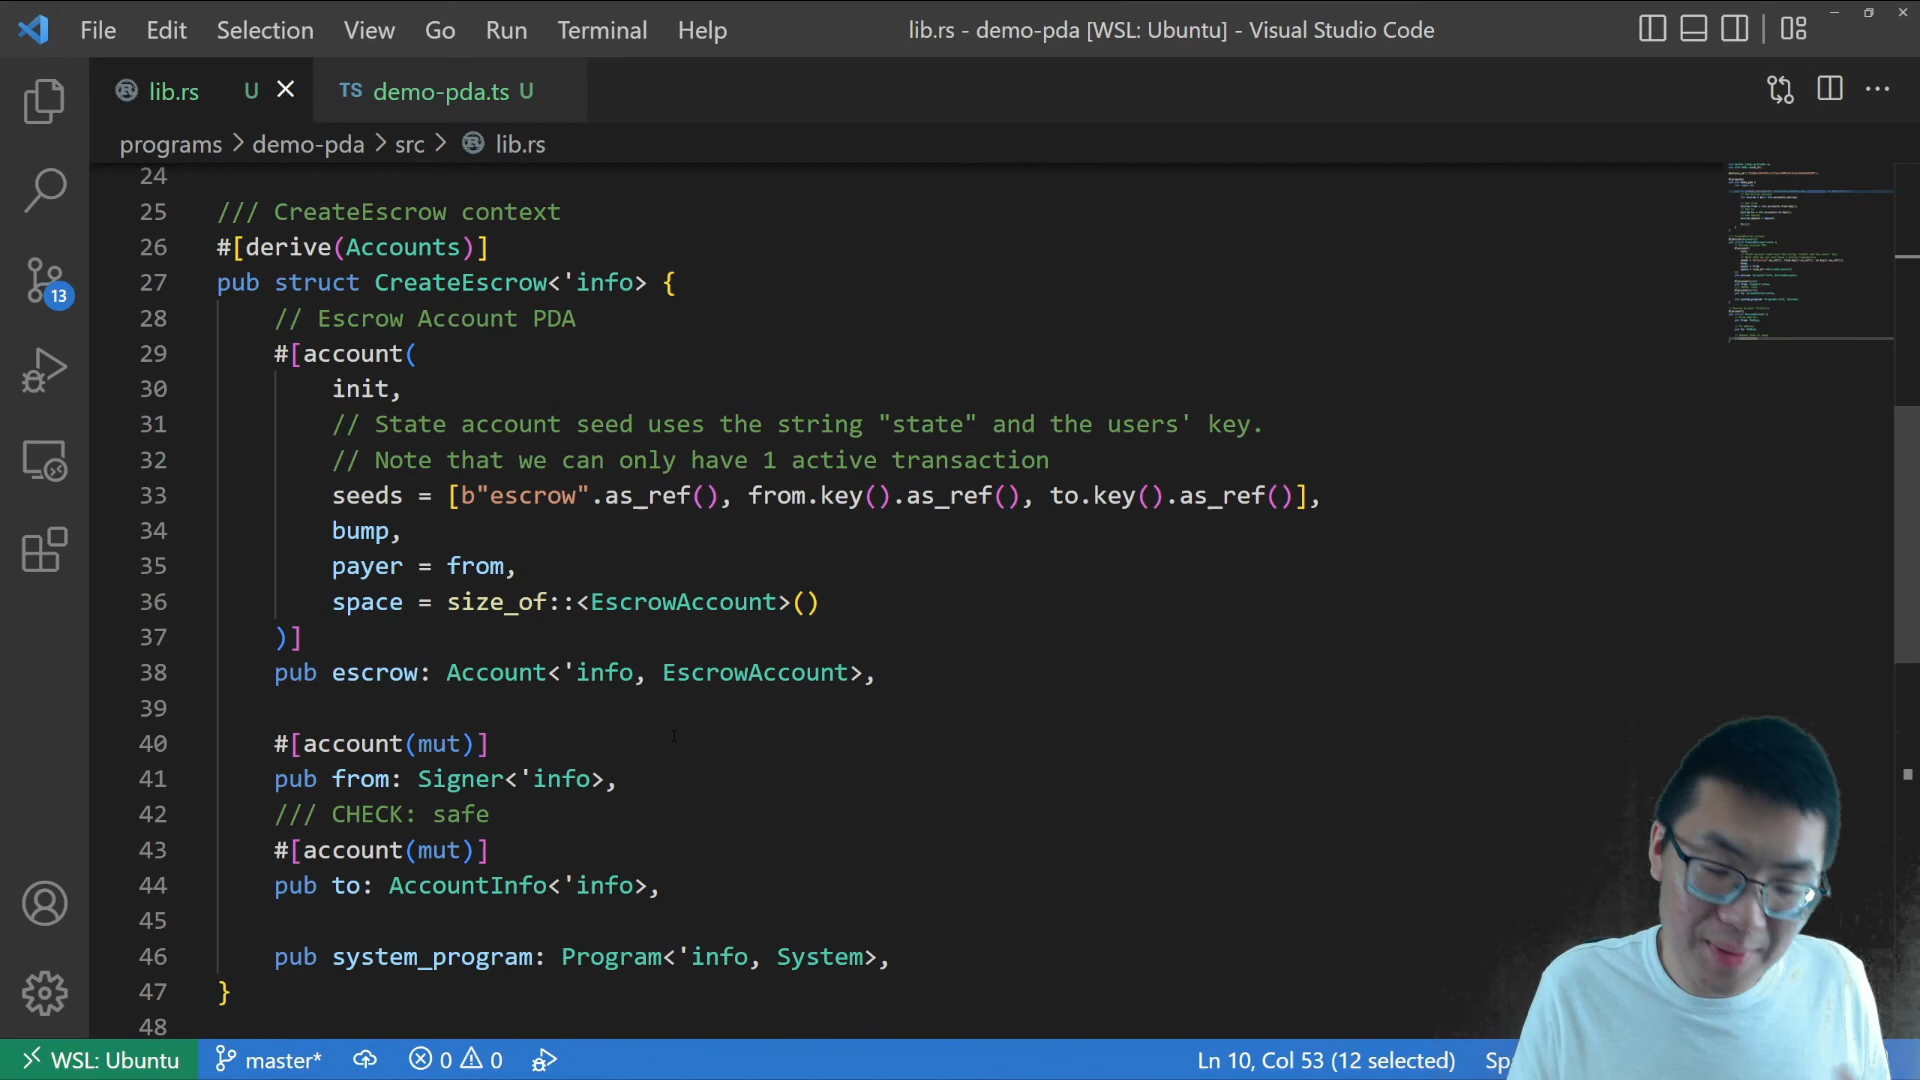 File Edit Selection View Go Run Terminal Help lib.rs - demo-pda [WSL: Ubuntu] - Visual Studio Code
lib.rs U TS demo-pda.ts U
programs > demo-pda > src > lib.rs
24
25 /// CreateEscrow context
26 #[derive(Accounts)]
27 pub struct CreateEscrow<'info> {
28 // Escrow Account PDA
29 #[account(
30 init,
31 // State account seed uses the string "state" and the users' key.
32 // Note that we can only have 1 active transaction
33 seeds = [b"escrow".as_ref(), from.key().as_ref(), to.key().as_ref()],
34 bump,
35 payer = from,
36 space = size_of::<EscrowAccount>()
37 )]
38 pub escrow: Account<'info, EscrowAccount>,
39
40 #[account(mut)]
41 pub from: Signer<'info>,
42 /// CHECK: safe
43 #[account(mut)]
44 pub to: AccountInfo<'info>,
45
46 pub system_program: Program<'info, System>,
47 }
48
13
WSL: Ubuntu master* 0 0 Ln 10, Col 53 (12 selected)